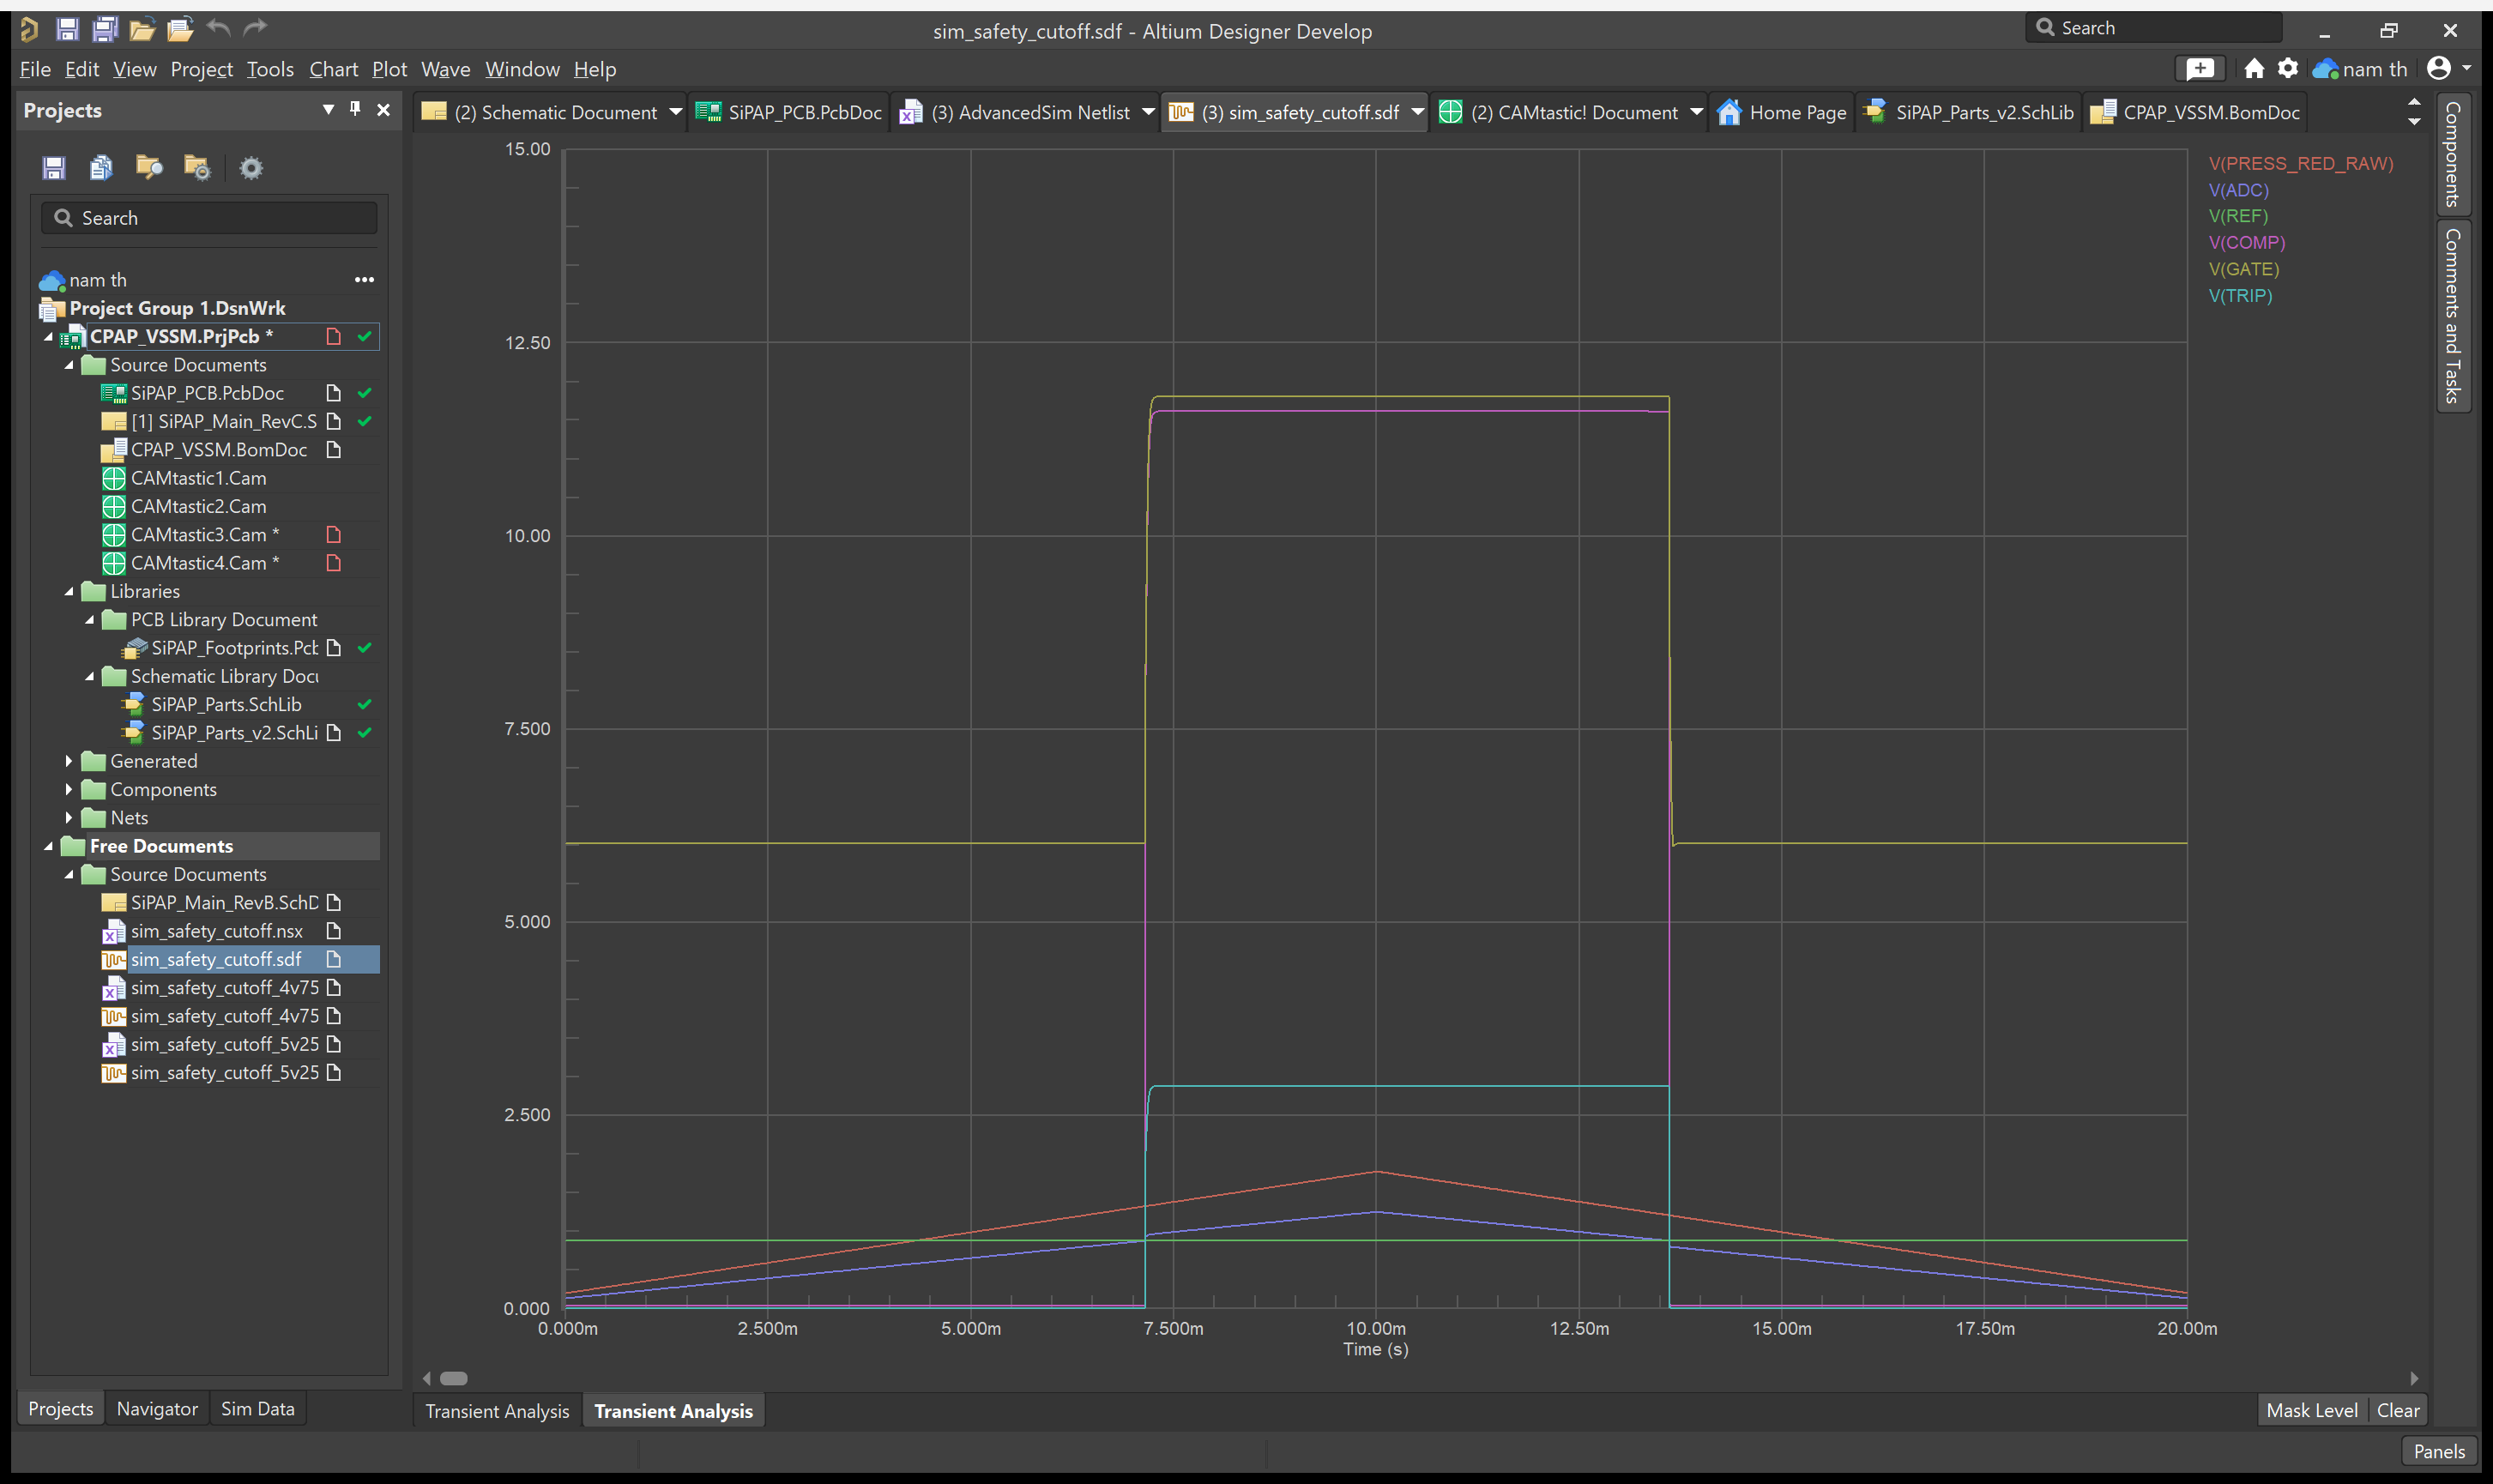 sim_safety_cutoff.sdf - Altium Designer Develop
Search
File Edit View Project Tools Chart Plot Wave Window Help
nam th
Projects
(2) Schematic Document
SiPAP_PCB.PcbDoc
(3) AdvancedSim Netlist
(3) sim_safety_cutoff.sdf
(2) CAMtastic! Document
Home Page
SiPAP_Parts_v2.SchLib
CPAP_VSSM.BomDoc
Search
nam th
Project Group 1.DsnWrk
CPAP_VSSM.PrjPcb *
Source Documents
SiPAP_PCB.PcbDoc
[1] SiPAP_Main_RevC.S
CPAP_VSSM.BomDoc
CAMtastic1.Cam
CAMtastic2.Cam
CAMtastic3.Cam *
CAMtastic4.Cam *
Libraries
PCB Library Document
SiPAP_Footprints.Pcb
Schematic Library Docu
SiPAP_Parts.SchLib
SiPAP_Parts_v2.SchLi
Generated
Components
Nets
Free Documents
Source Documents
SiPAP_Main_RevB.SchD
sim_safety_cutoff.nsx
sim_safety_cutoff.sdf
sim_safety_cutoff_4v75
sim_safety_cutoff_4v75
sim_safety_cutoff_5v25
sim_safety_cutoff_5v25
Projects
Navigator
Sim Data
15.00
12.50
10.00
7.500
5.000
2.500
0.000
0.000m
2.500m
5.000m
7.500m
10.00m
12.50m
15.00m
17.50m
20.00m
Time (s)
V(PRESS_RED_RAW)
V(ADC)
V(REF)
V(COMP)
V(GATE)
V(TRIP)
Components
Comments and Tasks
Transient Analysis
Transient Analysis
Mask Level
Clear
Panels